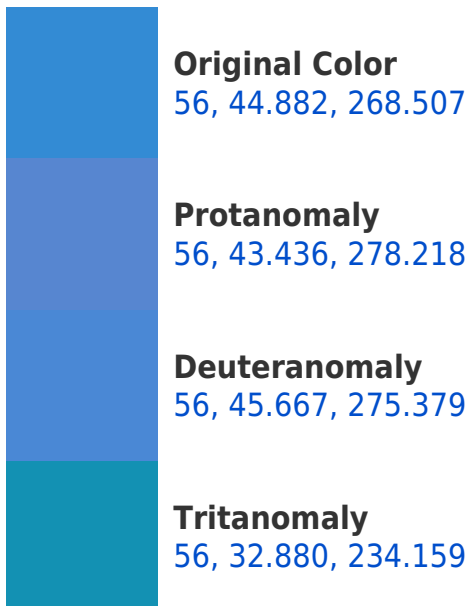 Original Color
56, 44.882, 268.507
Protanomaly
56, 43.436, 278.218
Deuteranomaly
56, 45.667, 275.379
Tritanomaly
56, 32.880, 234.159